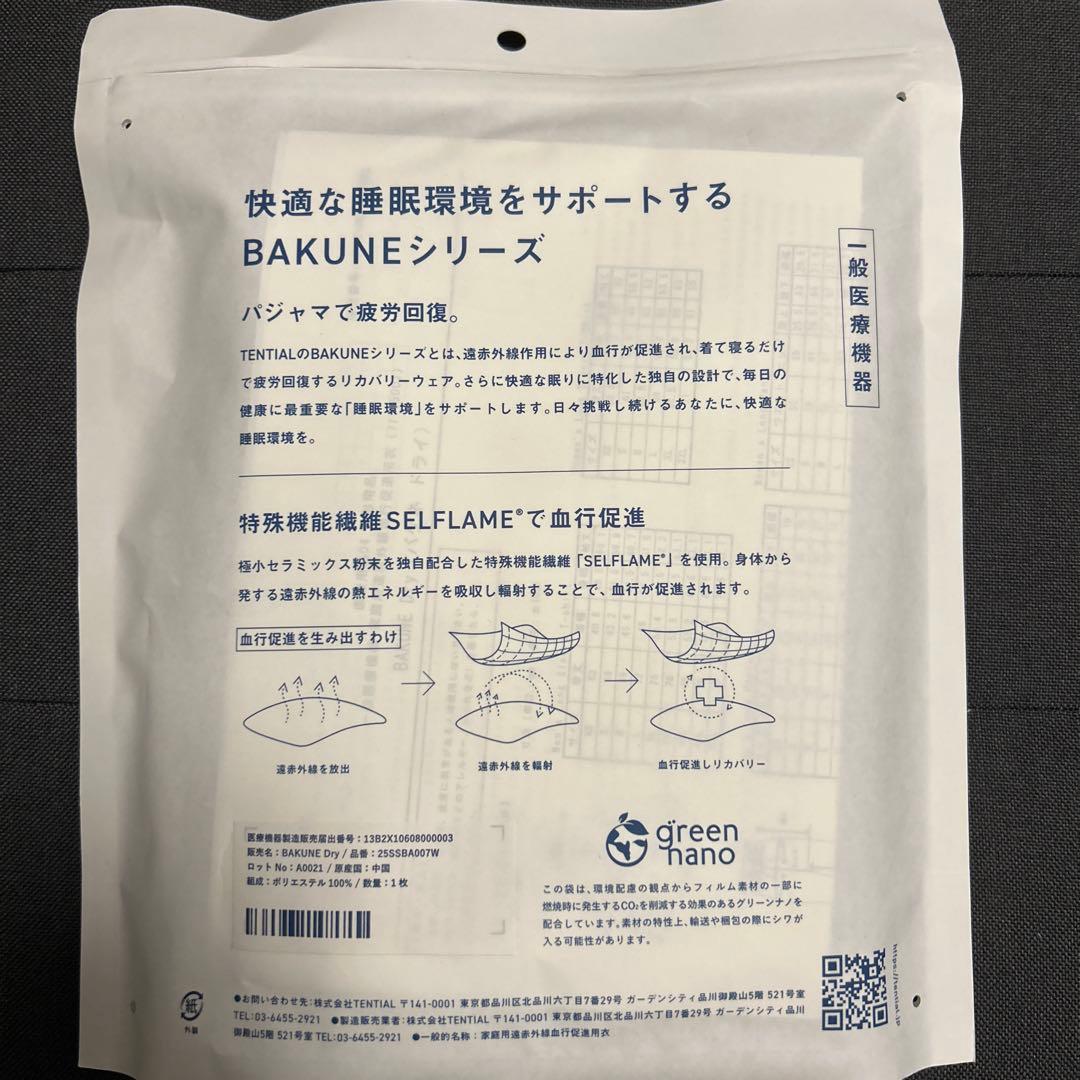 快適な睡眠環境をサポートする
BAKUNEシリーズ
一般医療機器
パジャマで疲労回復。
TENTIALのBAKUNEシリーズとは、遠赤外線作用により血行が促進され、着て寝るだけ
で疲労回復するリカバリーウェア。さらに快適な眠りに特化した独自の設計で、毎日の
健康に最重要な「睡眠環境」をサポートします。日々挑戦し続けるあなたに、快適な
睡眠環境を。
特殊機能繊維SELFLAME®で血行促進
極小セラミックス粉末を独自配合した特殊機能繊維「SELFLAME®」を使用。身体から
発する遠赤外線の熱エネルギーを吸収し輻射することで、血行が促進されます。
血行促進を生み出すわけ
遠赤外線を放出
遠赤外線を輻射
血行促進しリカバリー
医療機器製造販売届出番号：13B2X10608000003
販売名：BAKUNE Dry / 品番：25SSBA007W
ロットNo：A0021 / 原産国：中国
組成：ポリエステル100% / 数量：1枚
green
nano
この袋は、環境配慮の観点からフィルム素材の一部に
燃焼時に発生するCO₂を削減する効果のあるグリーンナノを
配合しています。素材の特性上、輸送や梱包の際にシワが
入る可能性があります。
https://tential.jp
紙
外装
●お問い合わせ先：株式会社TENTIAL 〒141-0001 東京都品川区北品川六丁目7番29号 ガーデンシティ品川御殿山5階 521号室
TEL:03-6455-2921 ●製造販売業者：株式会社TENTIAL 〒141-0001 東京都品川区北品川六丁目7番29号 ガーデンシティ品川
御殿山5階 521号室 TEL:03-6455-2921 ●一般的名称：家庭用遠赤外線血行促進用衣